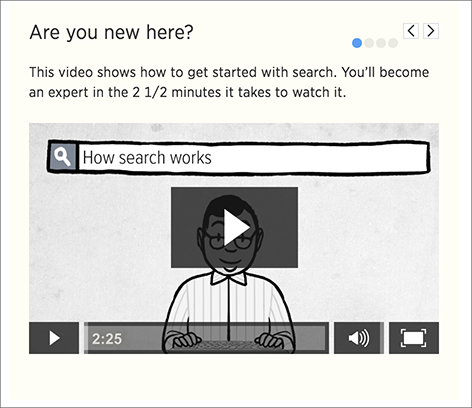 Are you new here?
This video shows how to get started with search. You’ll become
an expert in the 2 1/2 minutes it takes to watch it.
How search works
2:25